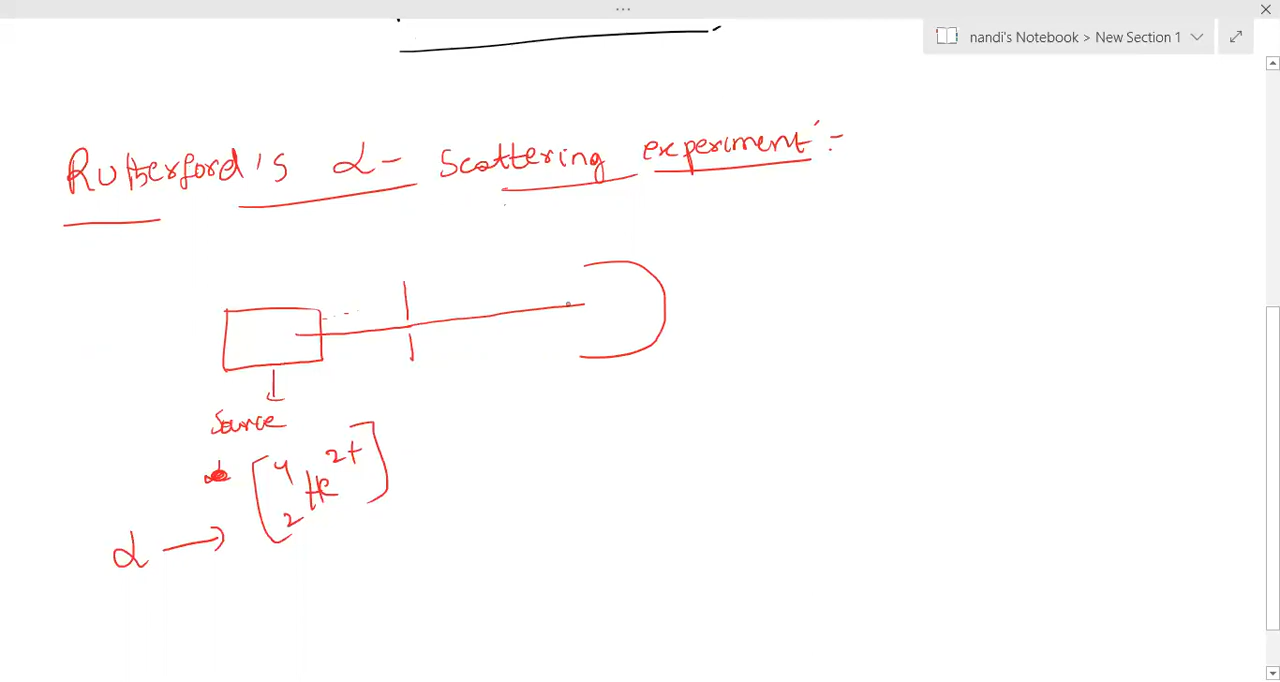 nandi's Notebook > New Section 1
Rutherford's α- Scattering experiment :-
Source
[⁴₂He²⁺]
α →